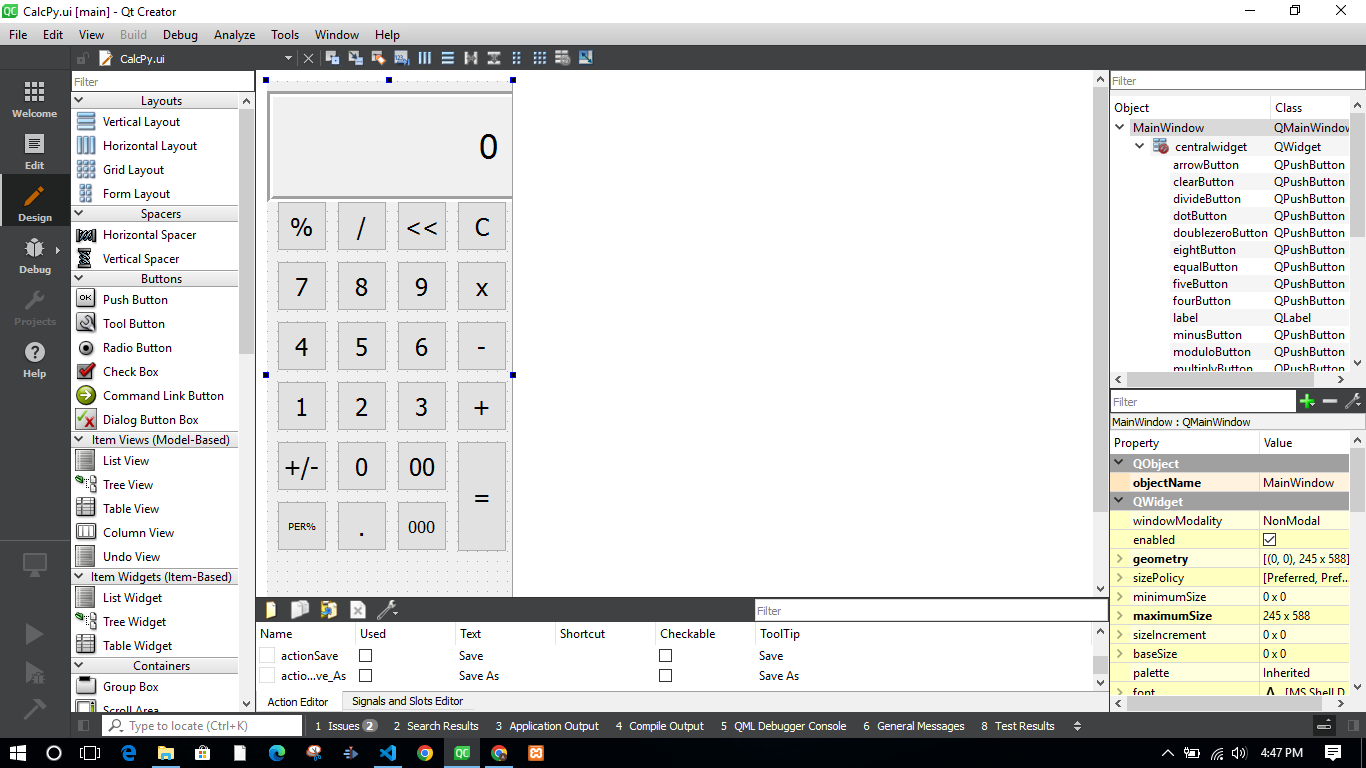 QC CalcPy.ui [main] - Qt Creator
File Edit View Build Debug Analyze Tools Window Help
CalcPy.ui
Welcome
Edit
Design
Debug
Projects
Help
Filter
Layouts
Vertical Layout
Horizontal Layout
Grid Layout
Form Layout
Spacers
Horizontal Spacer
Vertical Spacer
Buttons
OK Push Button
Tool Button
Radio Button
Check Box
Command Link Button
Dialog Button Box
Item Views (Model-Based)
List View
Tree View
Table View
Column View
Undo View
Item Widgets (Item-Based)
List Widget
Tree Widget
Table Widget
Containers
Group Box
Scroll Area
0
% / << C
7 8 9 x
4 5 6 -
1 2 3 +
+/- 0 00
=
PER% . 000
Filter
Name Used Text Shortcut Checkable ToolTip
actionSave Save Save
actio...ve_As Save As Save As
Action Editor Signals and Slots Editor
Filter
Object Class
MainWindow QMainWindow
centralwidget QWidget
arrowButton QPushButton
clearButton QPushButton
divideButton QPushButton
dotButton QPushButton
doublezeroButton QPushButton
eightButton QPushButton
equalButton QPushButton
fiveButton QPushButton
fourButton QPushButton
label QLabel
minusButton QPushButton
moduloButton QPushButton
multiplyButton QPushButton
Filter
MainWindow : QMainWindow
Property Value
QObject
objectName MainWindow
QWidget
windowModality NonModal
enabled
geometry [(0, 0), 245 x 588]
sizePolicy [Preferred, Pref...
minimumSize 0 x 0
maximumSize 245 x 588
sizeIncrement 0 x 0
baseSize 0 x 0
palette Inherited
font A [MS Shell D
Type to locate (Ctrl+K) 1 Issues 2 2 Search Results 3 Application Output 4 Compile Output 5 QML Debugger Console 6 General Messages 8 Test Results
QC 4:47 PM